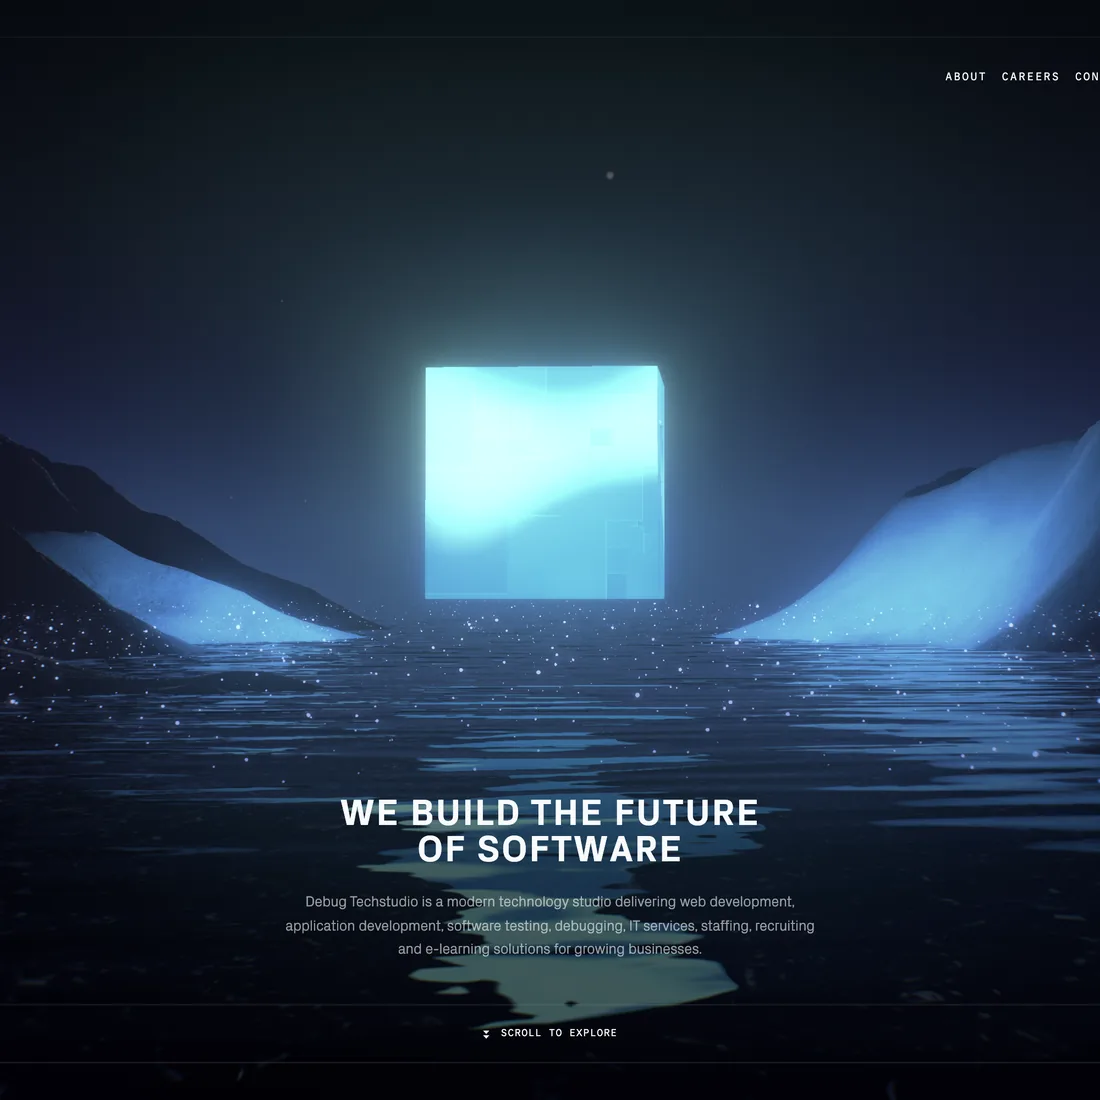 ABOUT CAREERS CON
WE BUILD THE FUTURE
OF SOFTWARE
Debug Techstudio is a modern technology studio delivering web development,
application development, software testing, debugging, IT services, staffing, recruiting
and e-learning solutions for growing businesses.
SCROLL TO EXPLORE